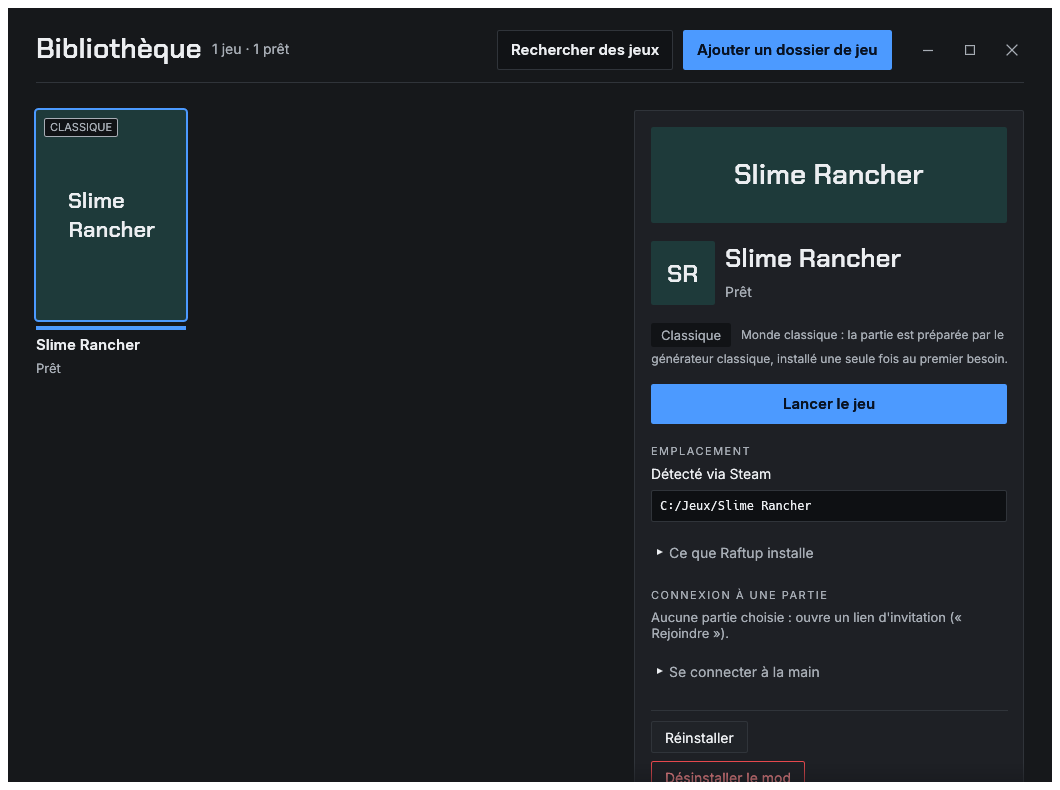 Bibliothèque 1 jeu · 1 prêt
Rechercher des jeux
Ajouter un dossier de jeu
CLASSIQUE
Slime
Rancher
Slime Rancher
Prêt
Slime Rancher
SR
Slime Rancher
Prêt
Classique Monde classique : la partie est préparée par le
générateur classique, installé une seule fois au premier besoin.
Lancer le jeu
EMPLACEMENT
Détecté via Steam
C:/Jeux/Slime Rancher
Ce que Raftup installe
CONNEXION À UNE PARTIE
Aucune partie choisie : ouvre un lien d'invitation («
Rejoindre »).
Se connecter à la main
Réinstaller
Désinstaller le mod